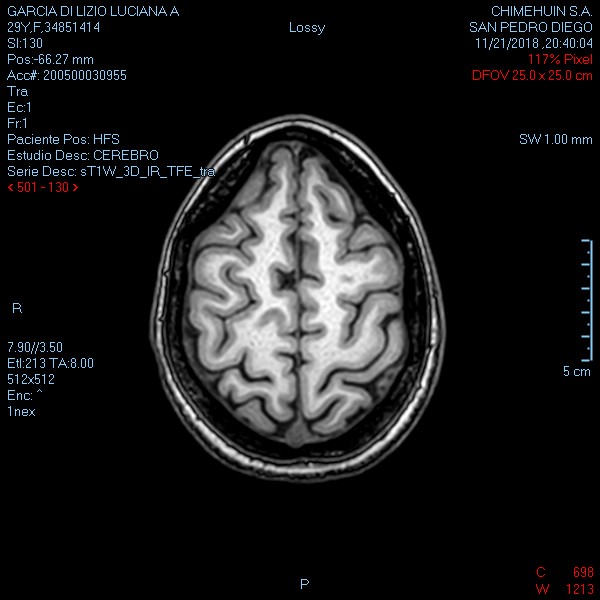 GARCIA DI LIZIO LUCIANA A
29Y,F,34851414
Sl:130
Pos:-66.27 mm
Acc#: 200500030955
Tra
Ec:1
Fr:1
Paciente Pos: HFS
Estudio Desc: CEREBRO
Serie Desc: sT1W_3D_IR_TFE_tra
< 501 - 130 >
Lossy
CHIMEHUIN S.A.
SAN PEDRO DIEGO
11/21/2018 ,20:40:04
117% Pixel
DFOV 25.0 x 25.0 cm
SW 1.00 mm
R
5 cm
7.90//3.50
Etl:213 TA:8.00
512x512
Enc: ^
1nex
P
C 698
W 1213